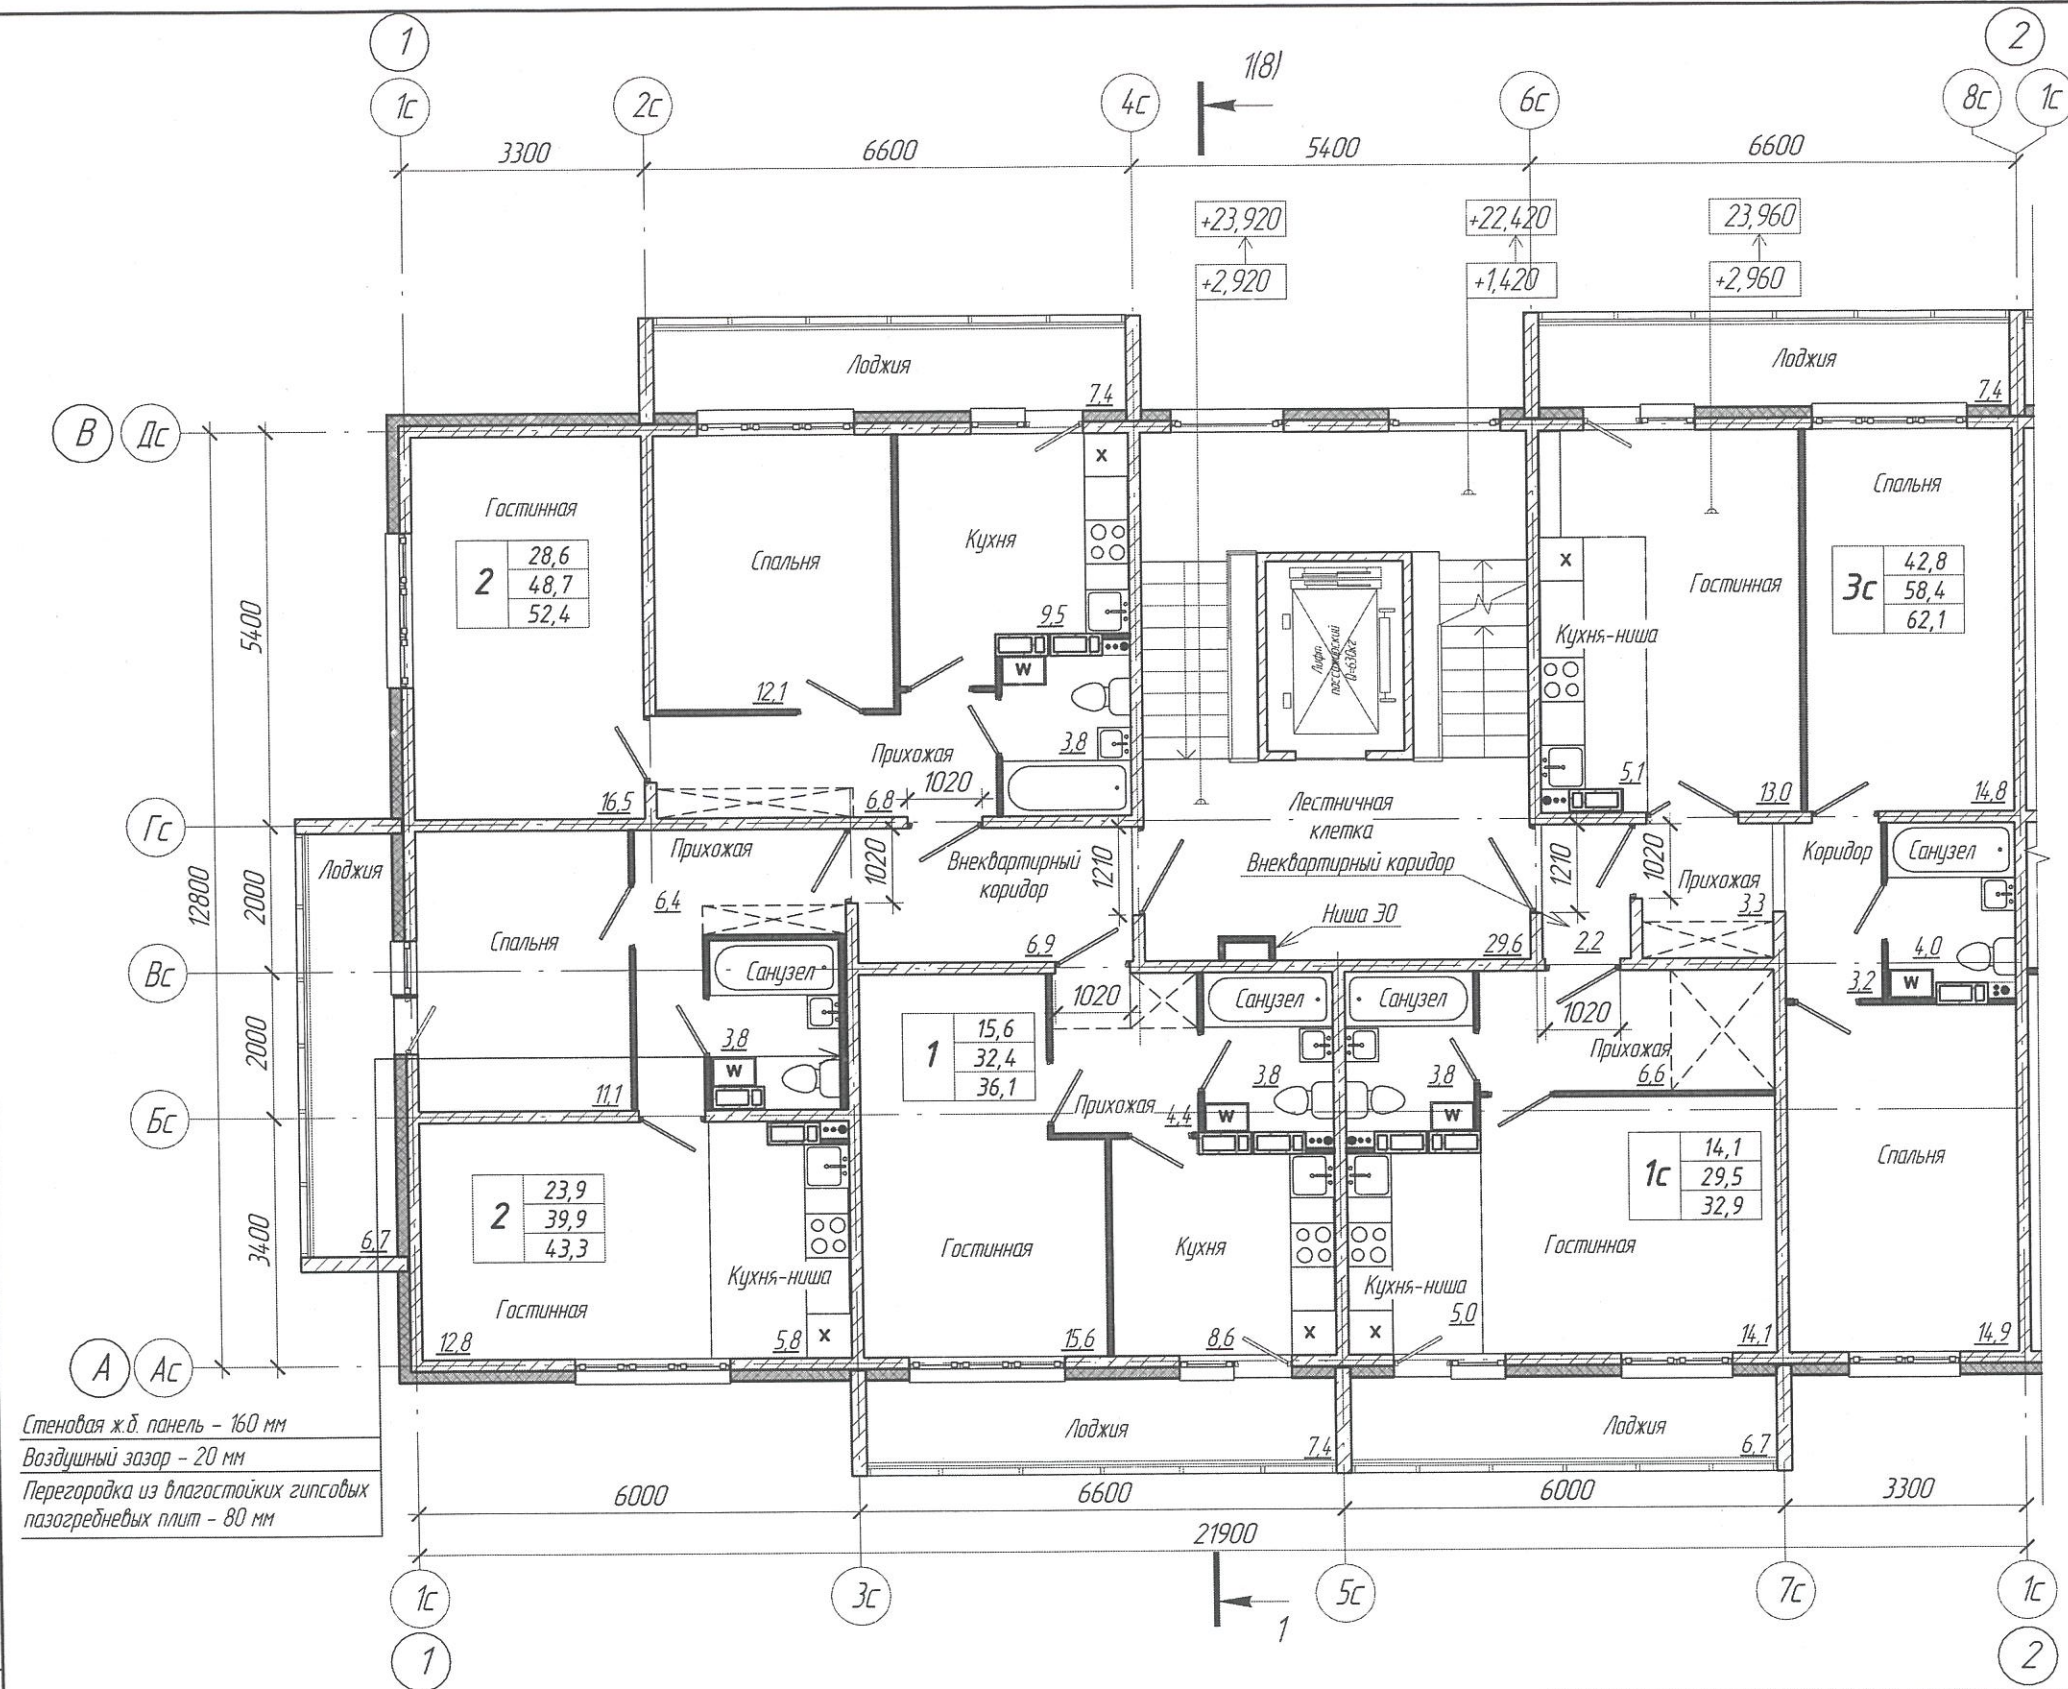 1
1(8)
2
1с
2с
4с
6с
8с
1с
3300
6600
5400
6600
+23,920
+22,420
23,960
+2,920
+1,420
+2,960
Лоджия
7,4
Лоджия
7,4
В
Дс
Гостинная
2
28,6
48,7
52,4
16,5
Спальня
12,1
Кухня
X
9,5
W
3,8
Прихожая
6,8
1020
Лифт
пассажирский
Q=630кг
X
Кухня-ниша
5,1
Гостинная
13,0
Спальня
3с
42,8
58,4
62,1
14,8
5400
12800
2000
2000
3400
Гс
Вс
Бс
А
Ас
Лоджия
6,7
Прихожая
6,4
1020
Внеквартирный
коридор
6,9
1210
Лестничная
клетка
Внеквартирный коридор
Ниша ЭО
29,6
1210
2,2
1020
Прихожая
3,3
Коридор
Санузел
4,0
3,2
W
Спальня
11,1
Санузел
3,8
W
1
15,6
32,4
36,1
1020
Санузел
3,8
W
Санузел
3,8
W
1020
Прихожая
6,6
Прихожая
4,4
2
23,9
39,9
43,3
Гостинная
12,8
Кухня-ниша
5,8
X
Гостинная
15,6
Кухня
8,6
X
X
Кухня-ниша
5,0
Гостинная
1с
14,1
29,5
32,9
14,1
Спальня
14,9
Стеновая ж.б. панель – 160 мм
Воздушный зазор – 20 мм
Перегородка из влагостойких гипсовых
пазогребневых плит – 80 мм
Лоджия
7,4
Лоджия
6,7
6000
6600
6000
3300
21900
1с
3с
5с
7с
1с
1
1
2